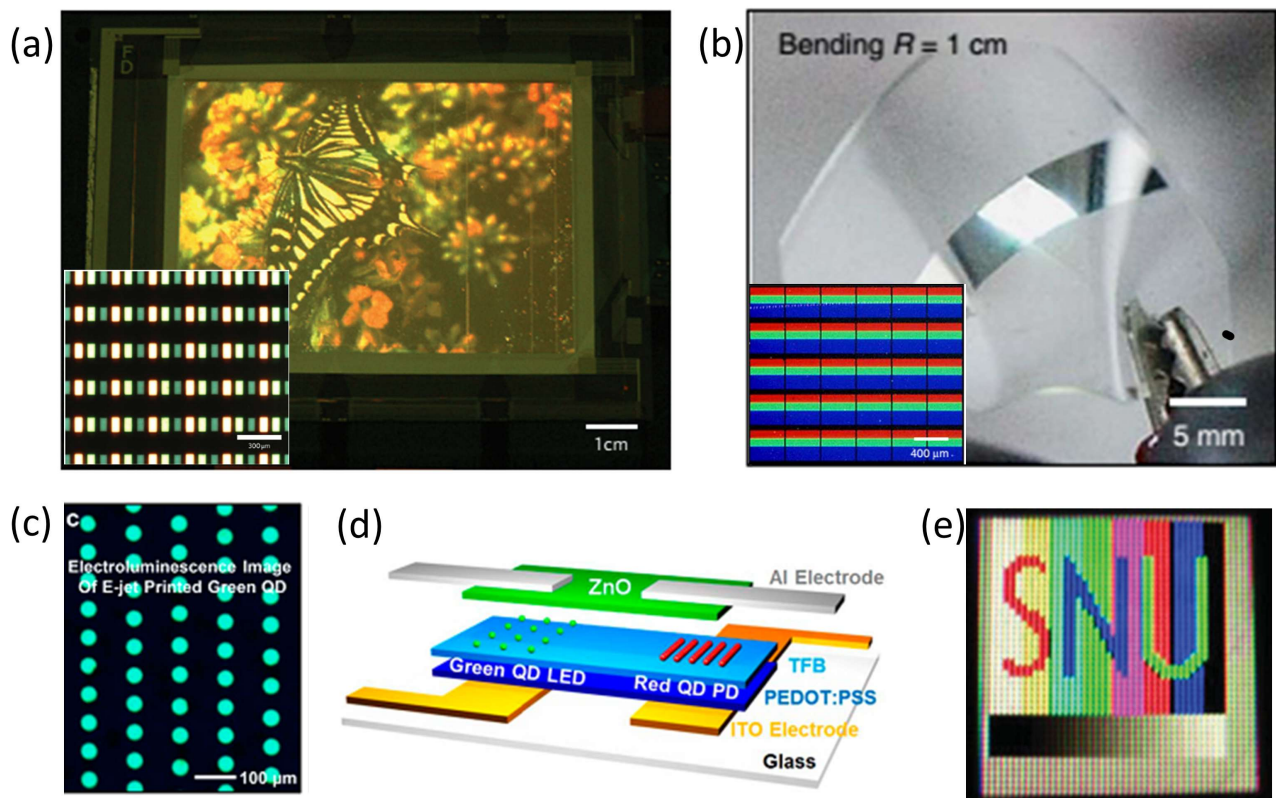 (a)
F
D
300μm
1cm
(b)
Bending R = 1 cm
400 μm
5 mm
(c)
C
Electroluminescence Image
Of E-jet Printed Green QD
100 μm
(d)
ZnO
Al Electrode
Green QD LED
Red QD PD
TFB
PEDOT:PSS
ITO Electrode
Glass
(e)
SNU